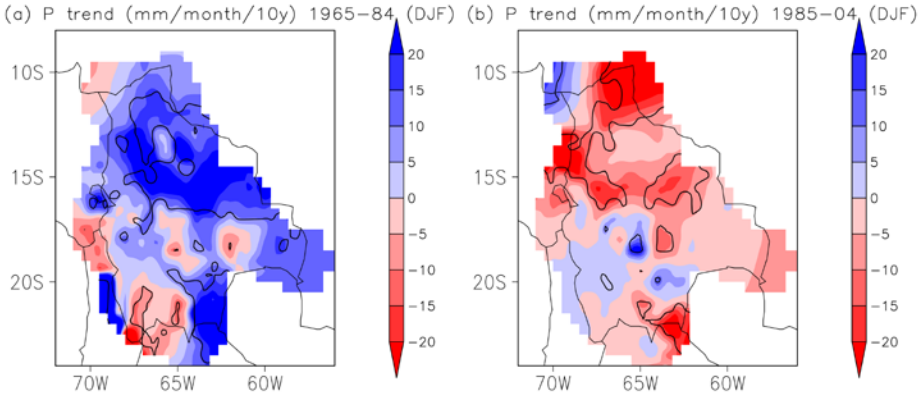 (a) P trend (mm/month/10y) 1965-84 (DJF)
(b) P trend (mm/month/10y) 1985-04 (DJF)
10S
15S
20S
70W 65W 60W
20
15
10
5
0
-5
-10
-15
-20
10S
15S
20S
70W 65W 60W
20
15
10
5
0
-5
-10
-15
-20